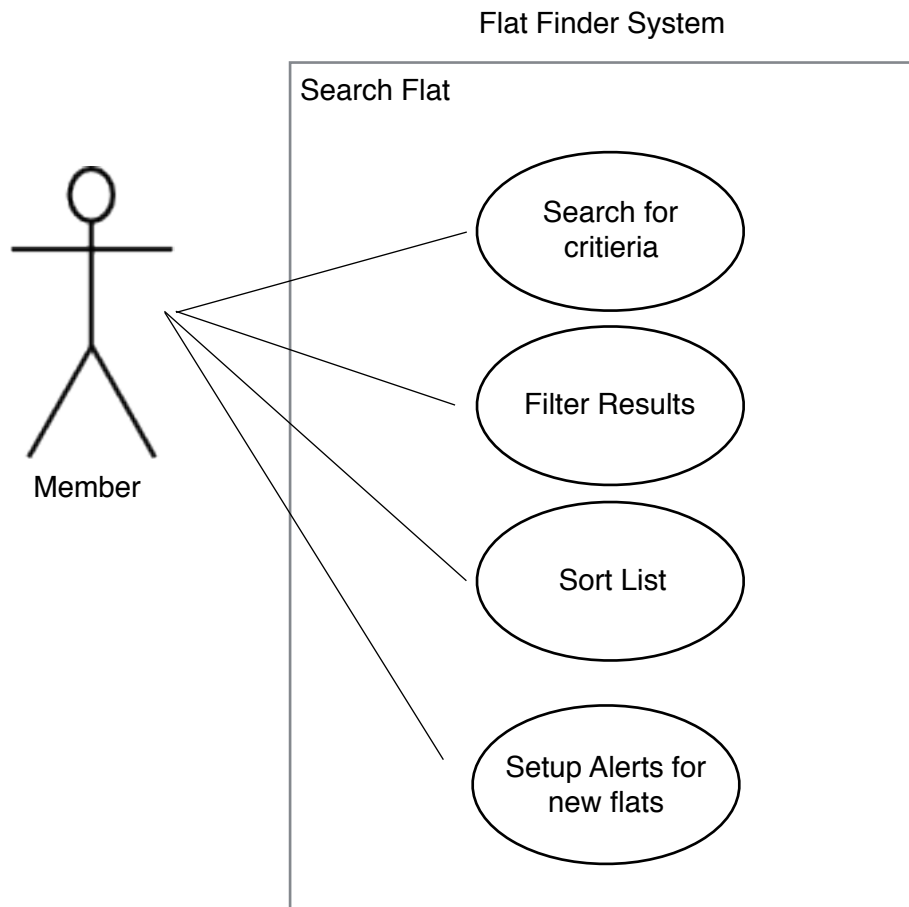 Flat Finder System
Search Flat
Search for
critieria
Filter Results
Member
Sort List
Setup Alerts for
new flats